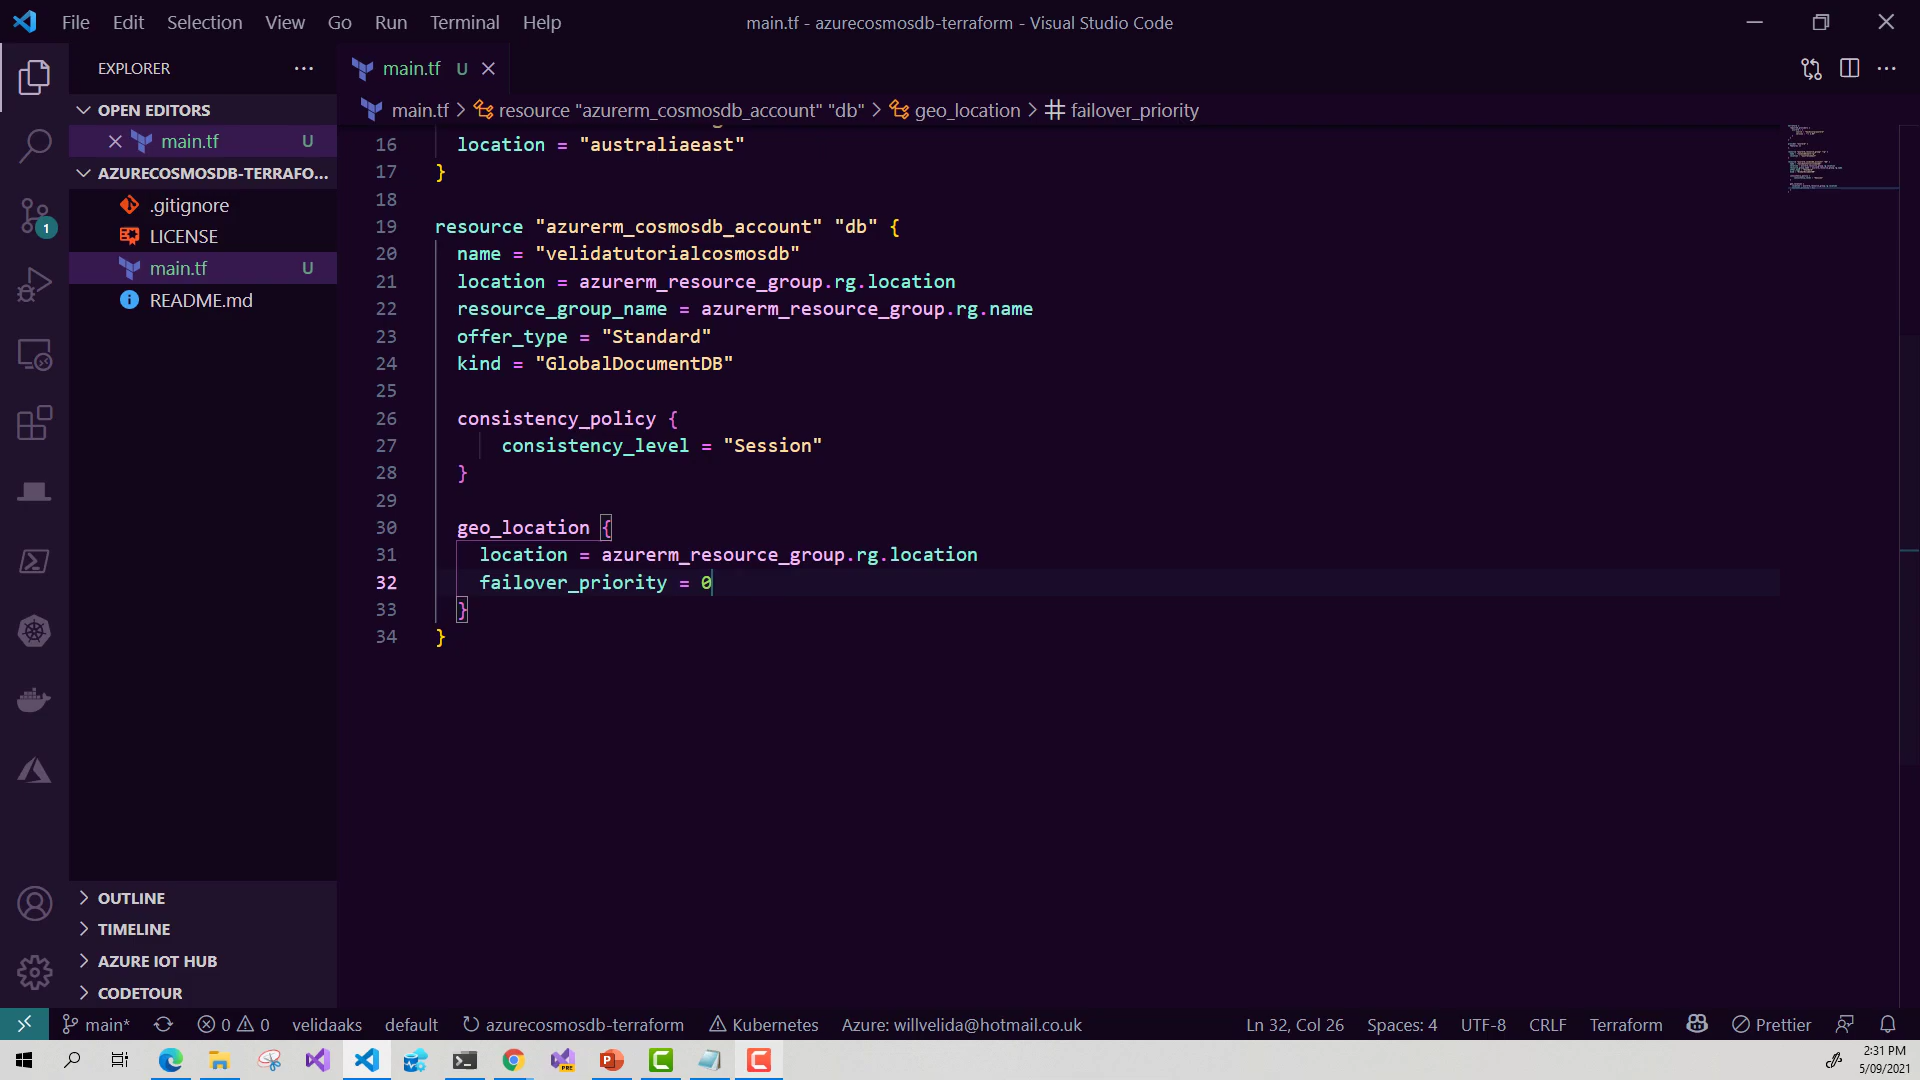 File Edit Selection View Go Run Terminal Help
main.tf - azurecosmosdb-terraform - Visual Studio Code
EXPLORER
main.tf U
OPEN EDITORS
main.tf U
AZURECOSMOSDB-TERRAFO...
.gitignore
LICENSE
main.tf U
README.md
main.tf > resource "azurerm_cosmosdb_account" "db" > geo_location > failover_priority
16 location = "australiaeast"
17 }
18
19 resource "azurerm_cosmosdb_account" "db" {
20 name = "velidatutorialcosmosdb"
21 location = azurerm_resource_group.rg.location
22 resource_group_name = azurerm_resource_group.rg.name
23 offer_type = "Standard"
24 kind = "GlobalDocumentDB"
25
26 consistency_policy {
27 consistency_level = "Session"
28 }
29
30 geo_location {
31 location = azurerm_resource_group.rg.location
32 failover_priority = 0
33 }
34 }
1
OUTLINE
TIMELINE
AZURE IOT HUB
CODETOUR
main* 0 0 velidaaks default azurecosmosdb-terraform Kubernetes Azure: willvelida@hotmail.co.uk Ln 32, Col 26 Spaces: 4 UTF-8 CRLF Terraform Prettier
2:31 PM
5/09/2021